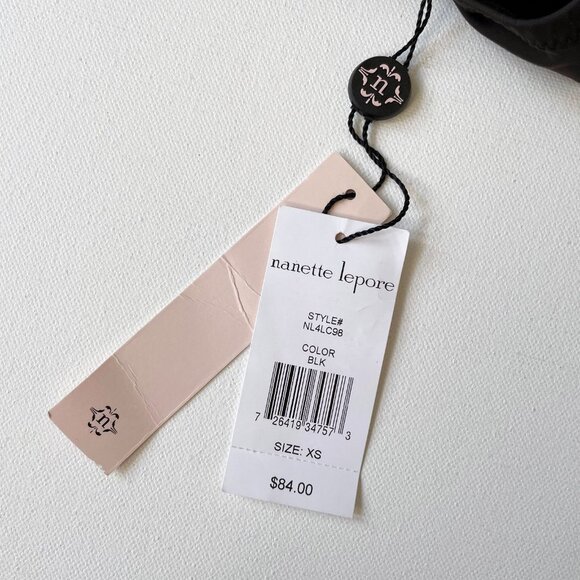 n
nanette lepore
STYLE#
NL4LC98
COLOR
BLK
7 26419 34757 3
SIZE: XS
$84.00
n